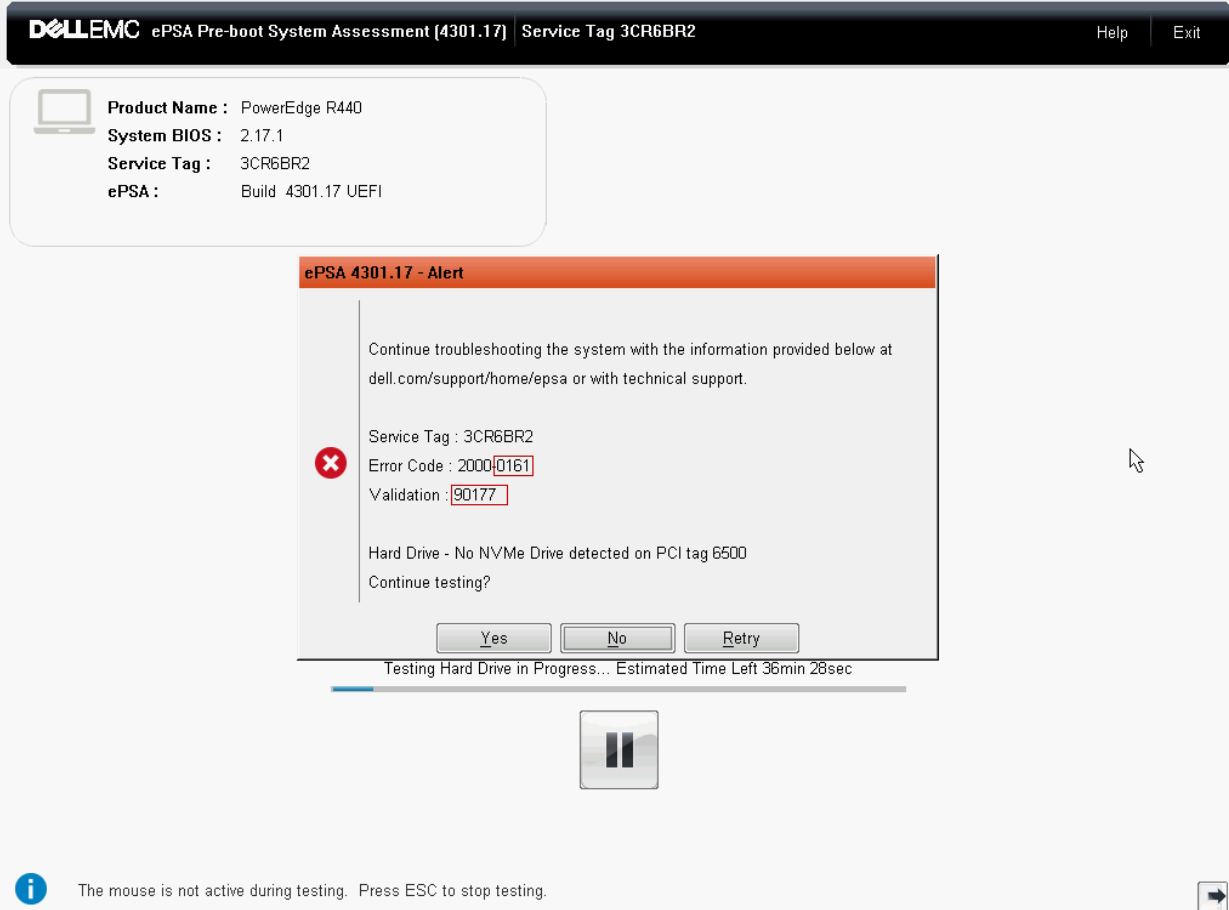 DELLEMC ePSA Pre-boot System Assessment (4301.17) Service Tag 3CR6BR2 Help Exit
Product Name : PowerEdge R440
System BIOS : 2.17.1
Service Tag : 3CR6BR2
ePSA : Build 4301.17 UEFI
ePSA 4301.17 - Alert
Continue troubleshooting the system with the information provided below at
dell.com/support/home/epsa or with technical support.
Service Tag : 3CR6BR2
Error Code : 2000-0161
Validation : 90177
Hard Drive - No NVMe Drive detected on PCI tag 6500
Continue testing?
Yes No Retry
Testing Hard Drive in Progress... Estimated Time Left 36min 28sec
The mouse is not active during testing. Press ESC to stop testing.